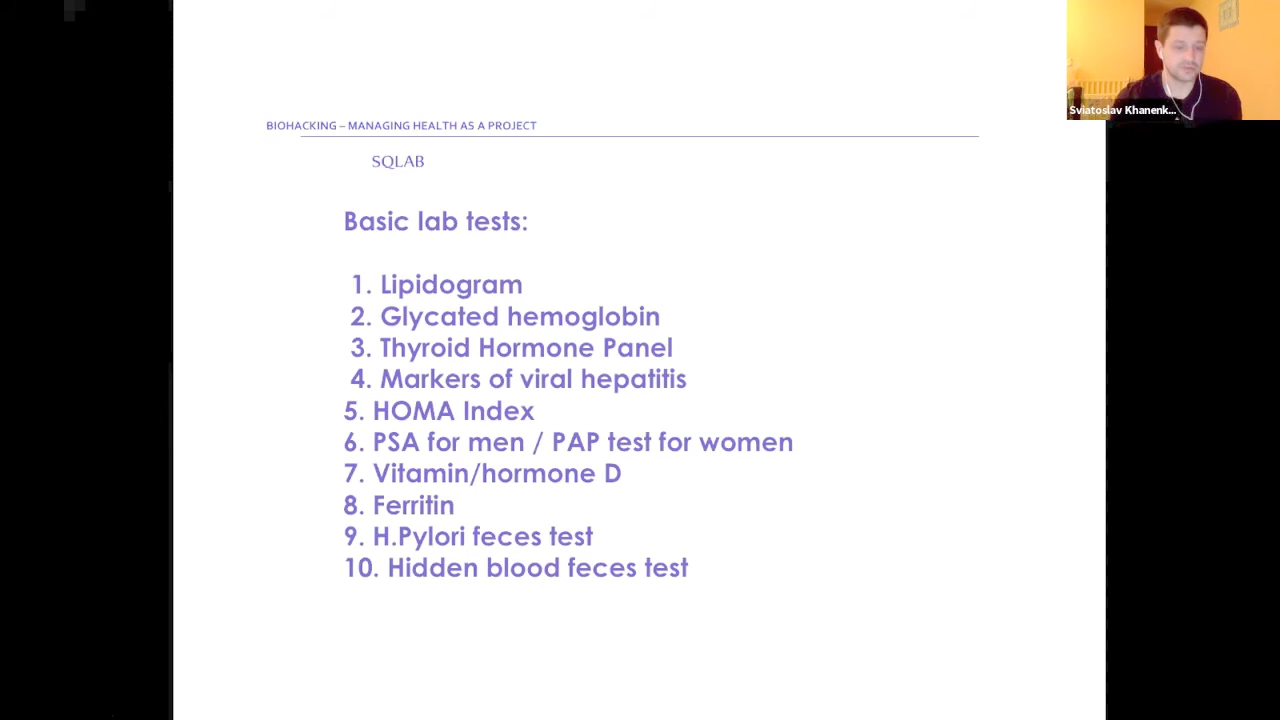 Sviatoslav Khanenk...
BIOHACKING – MANAGING HEALTH AS A PROJECT
SQLAB
Basic lab tests:
1. Lipidogram
2. Glycated hemoglobin
3. Thyroid Hormone Panel
4. Markers of viral hepatitis
5. HOMA Index
6. PSA for men / PAP test for women
7. Vitamin/hormone D
8. Ferritin
9. H.Pylori feces test
10. Hidden blood feces test